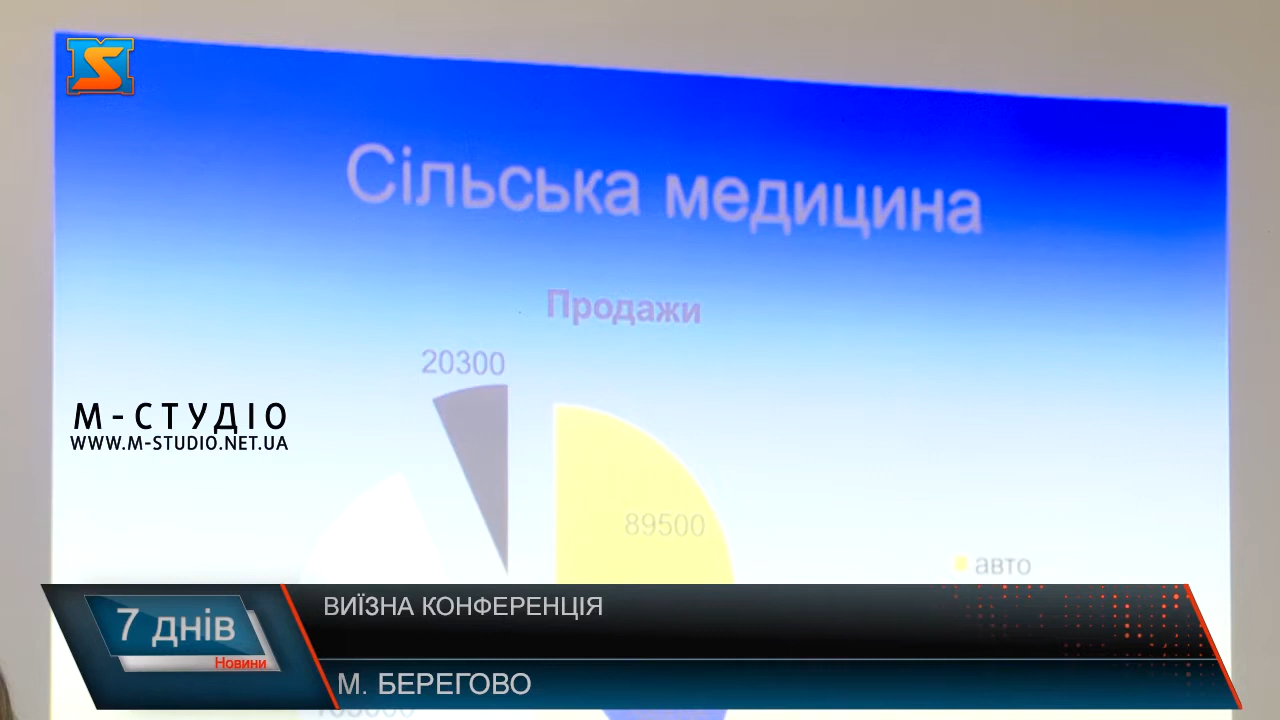 Сільська медицина
Продажи
20300
М-СТУДІО
WWW.M-STUDIO.NET.UA
89500
авто
7 днів
Новини
ВИЇЗНА КОНФЕРЕНЦІЯ
М. БЕРЕГОВО